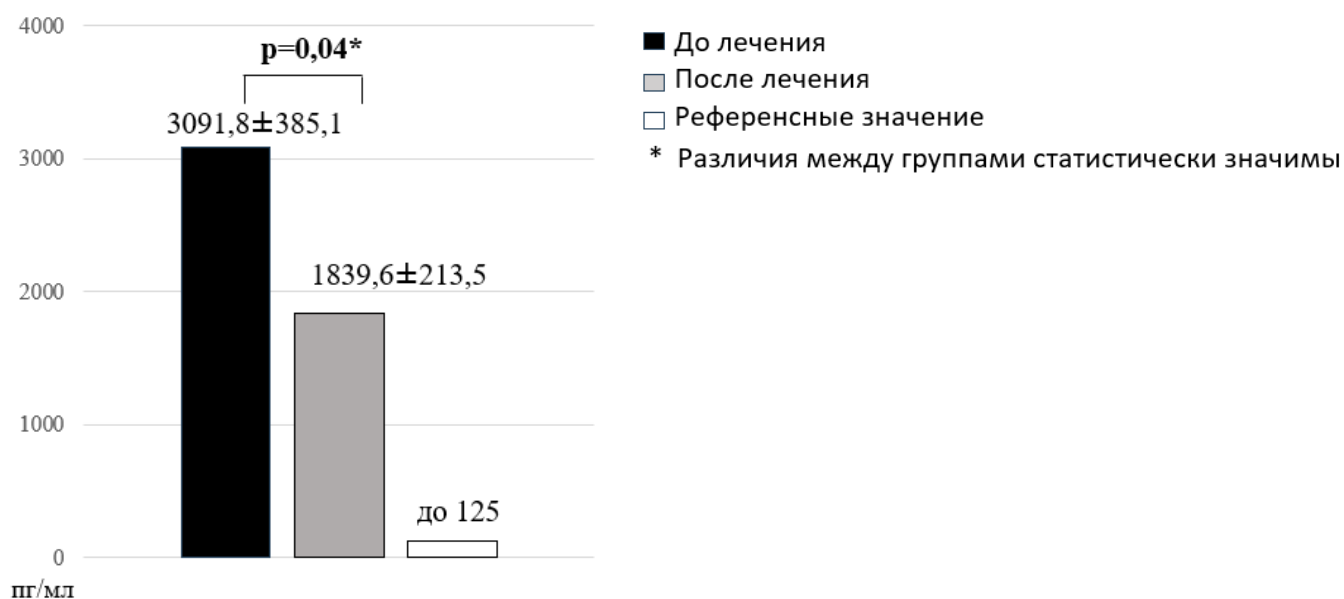 4000
p=0,04*
3091,8±385,1
3000
1839,6±213,5
2000
1000
до 125
0
пг/мл
До лечения
После лечения
Референсные значение
* Различия между группами статистически значимы